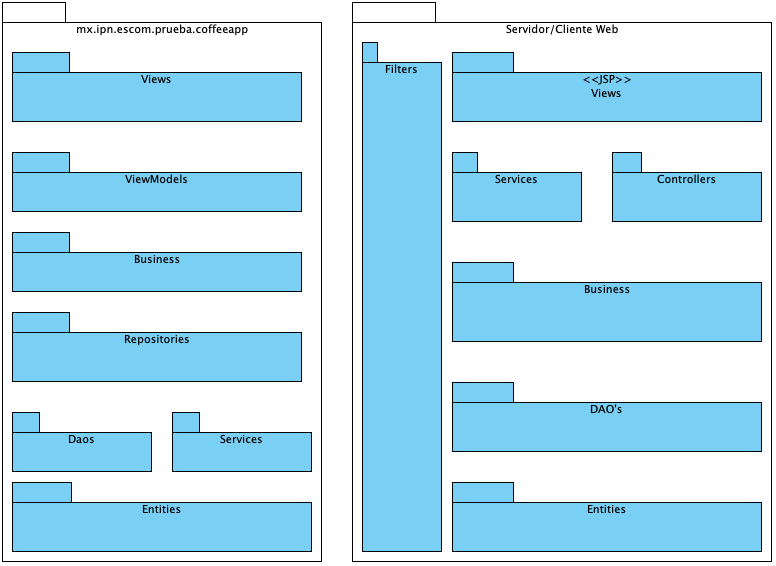 mx.ipn.escom.prueba.coffeeapp
Views
ViewModels
Business
Repositories
Daos
Services
Entities
Servidor/Cliente Web
Filters
<<JSP>>
Views
Services
Controllers
Business
DAO's
Entities